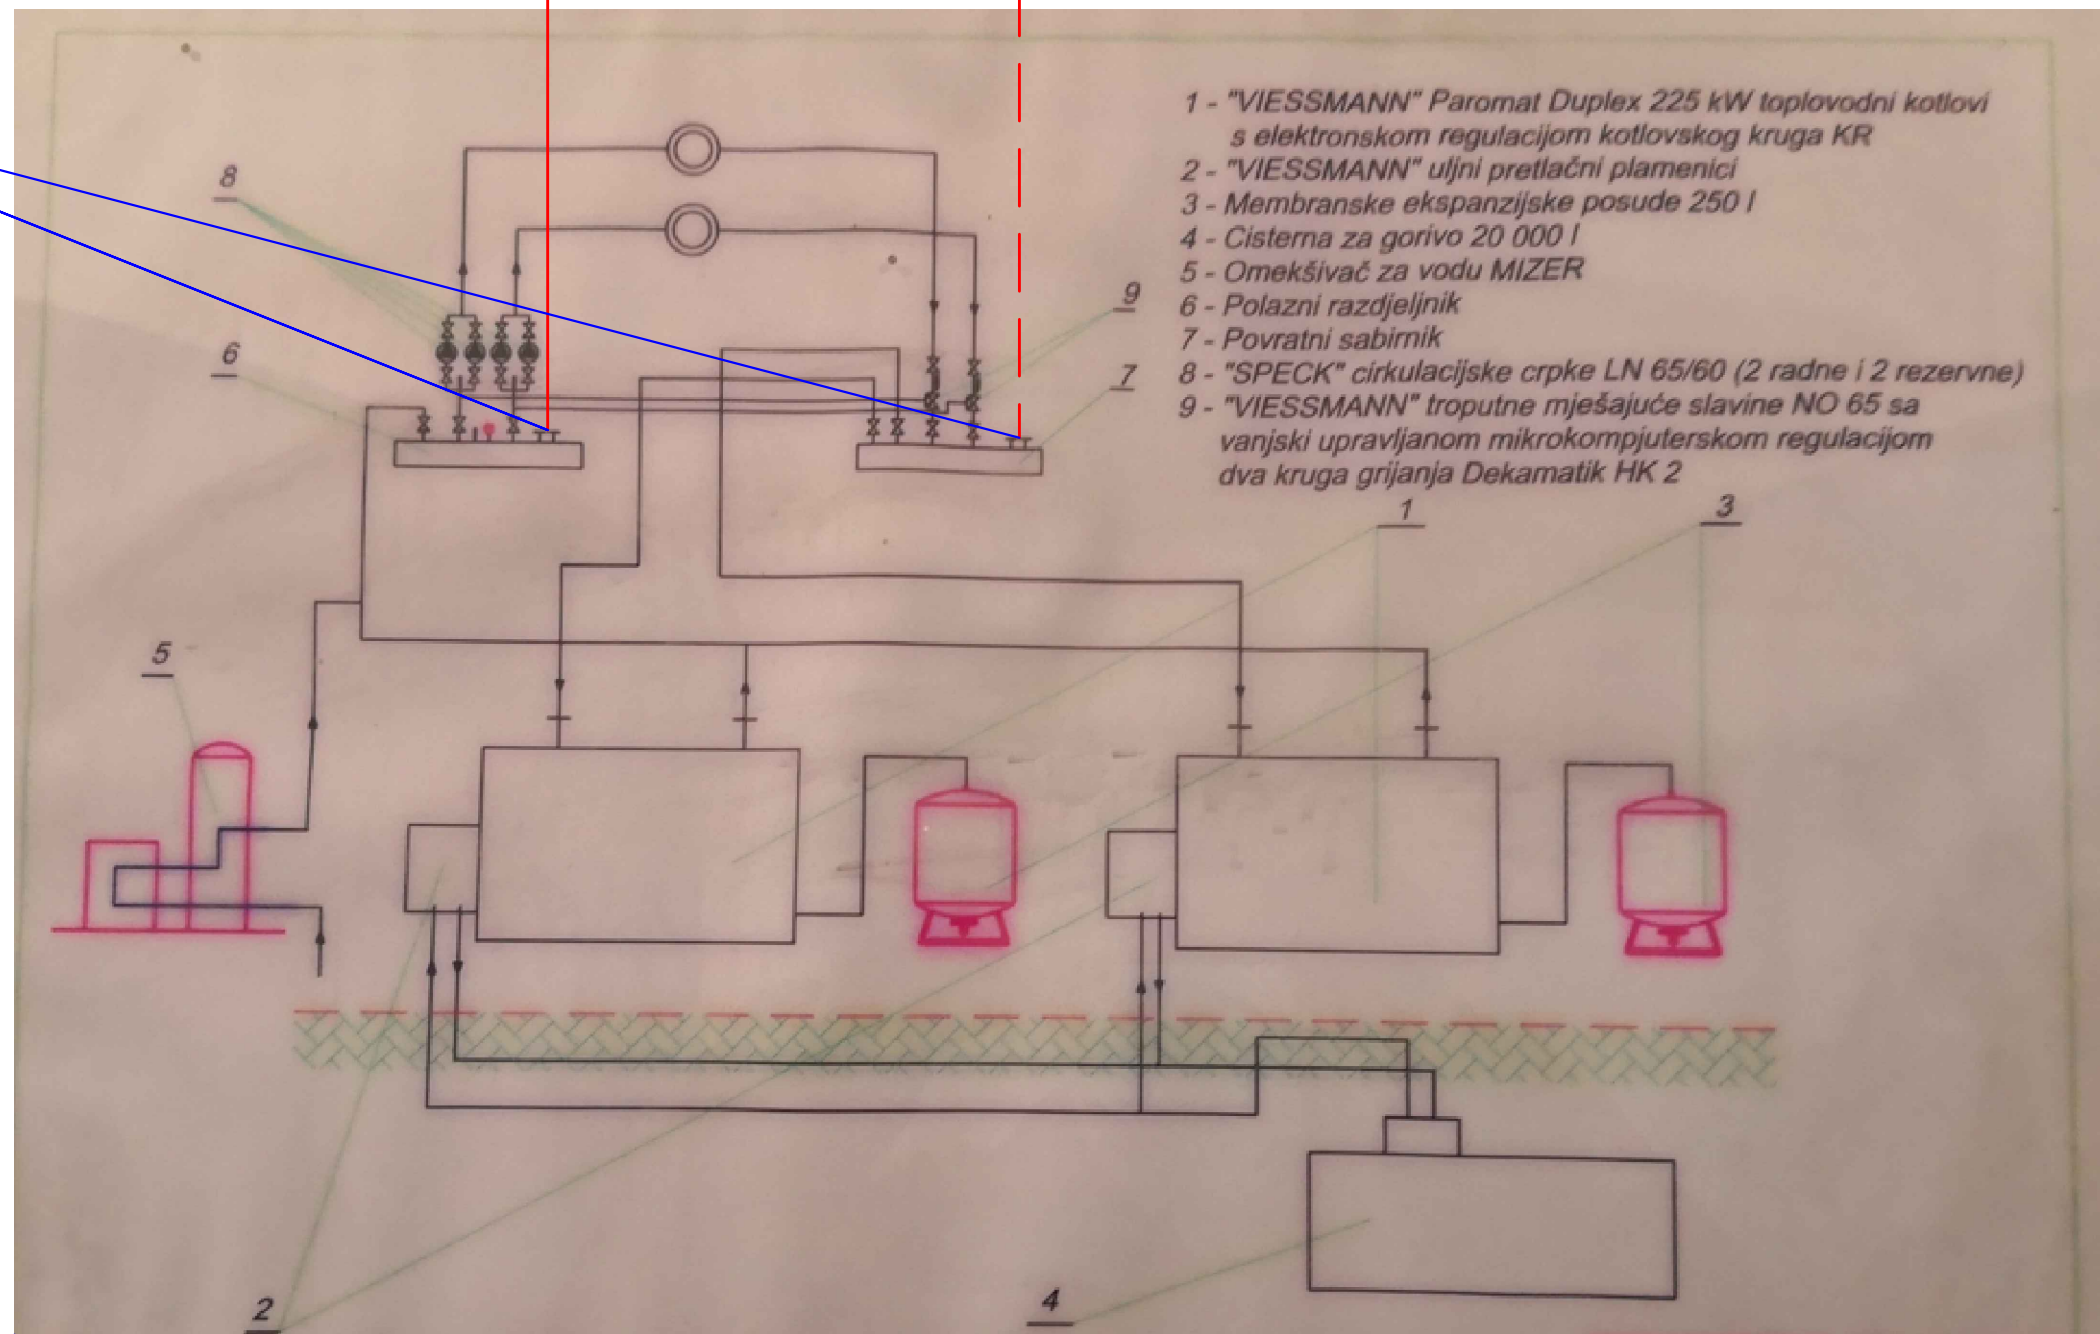 1 - "VIESSMANN" Paromat Duplex 225 kW toplovodni kotlovi
s elektronskom regulacijom kotlovskog kruga KR
2 - "VIESSMANN" uljni pretlačni plamenici
3 - Membranske ekspanzijske posude 250 l
4 - Cisterna za gorivo 20 000 l
5 - Omekšivač za vodu MIZER
6 - Polazni razdjeljnik
7 - Povratni sabirnik
8 - "SPECK" cirkulacijske crpke LN 65/60 (2 radne i 2 rezervne)
9 - "VIESSMANN" troputne mješajuće slavine NO 65 sa
vanjski upravljanom mikrokompjuterskom regulacijom
dva kruga grijanja Dekamatik HK 2
8
9
6
7
1
3
5
2
4